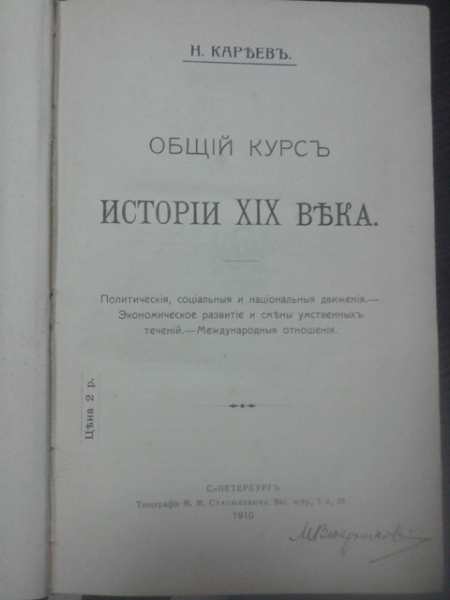 Н. КАРѢЕВЪ.
ОБЩІЙ КУРСЪ
ИСТОРІИ XIX ВѢКА.
Политическія, соціальныя и національныя движенія.—
Экономическое развитіе и смѣны умственныхъ
теченій.—Международныя отношенія.
Цѣна 2 р.
С.-ПЕТЕРБУРГЪ.
Типографія М. М. Стасюлевича. Вас. остр., 5 л., 28
1910